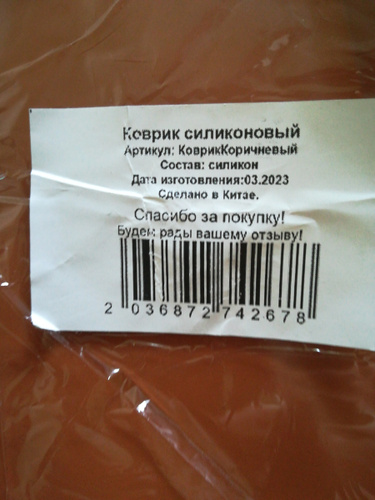 Коврик силиконовый
Артикул: КоврикКоричневый
Состав: силикон
Дата изготовления:03.2023
Сделано в Китае.
Спасибо за покупку!
Будем рады вашему отзыву!
2 036872 742678